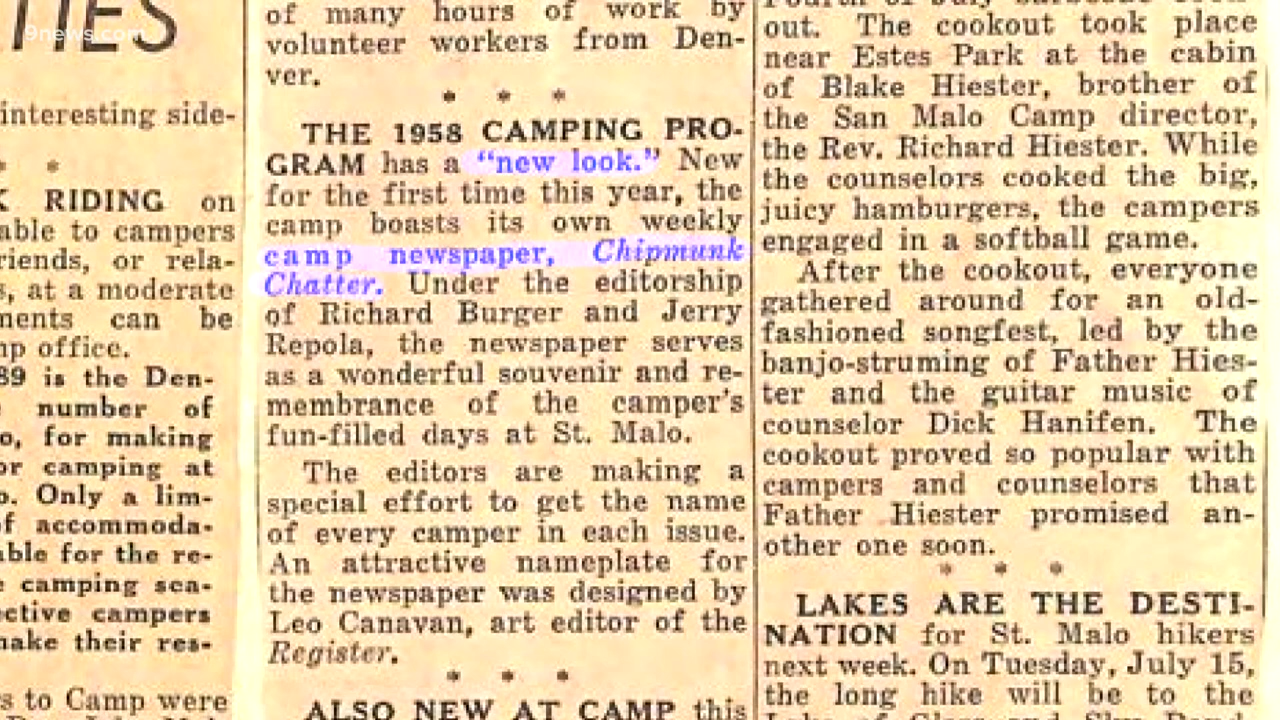 TIES
9news.com
interesting side-
* *
RIDING on
able to campers
riends, or rela-
s, at a moderate
ments can be
mp office.
89 is the Den-
number of
o, for making
or camping at
o. Only a lim-
of accommoda-
able for the re-
e camping sea-
ective campers
make their res-
rs to Camp were
of many hours of work by
volunteer workers from Den-
ver.
* * *
THE 1958 CAMPING PRO-
GRAM has a “new look.” New
for the first time this year, the
camp boasts its own weekly
camp newspaper, Chipmunk
Chatter. Under the editorship
of Richard Burger and Jerry
Repola, the newspaper serves
as a wonderful souvenir and re-
membrance of the camper's
fun-filled days at St. Malo.
The editors are making a
special effort to get the name
of every camper in each issue.
An attractive nameplate for
the newspaper was designed by
Leo Canavan, art editor of the
Register.
* * *
ALSO NEW AT CAMP this
out. The cookout took place
near Estes Park at the cabin
of Blake Hiester, brother of
the San Malo Camp director,
the Rev. Richard Hiester. While
the counselors cooked the big,
juicy hamburgers, the campers
engaged in a softball game.
After the cookout, everyone
gathered around for an old-
fashioned songfest, led by the
banjo-struming of Father Hies-
ter and the guitar music of
counselor Dick Hanifen. The
cookout proved so popular with
campers and counselors that
Father Hiester promised an-
other one soon.
* * *
LAKES ARE THE DESTI-
NATION for St. Malo hikers
next week. On Tuesday, July 15,
the long hike will be to the